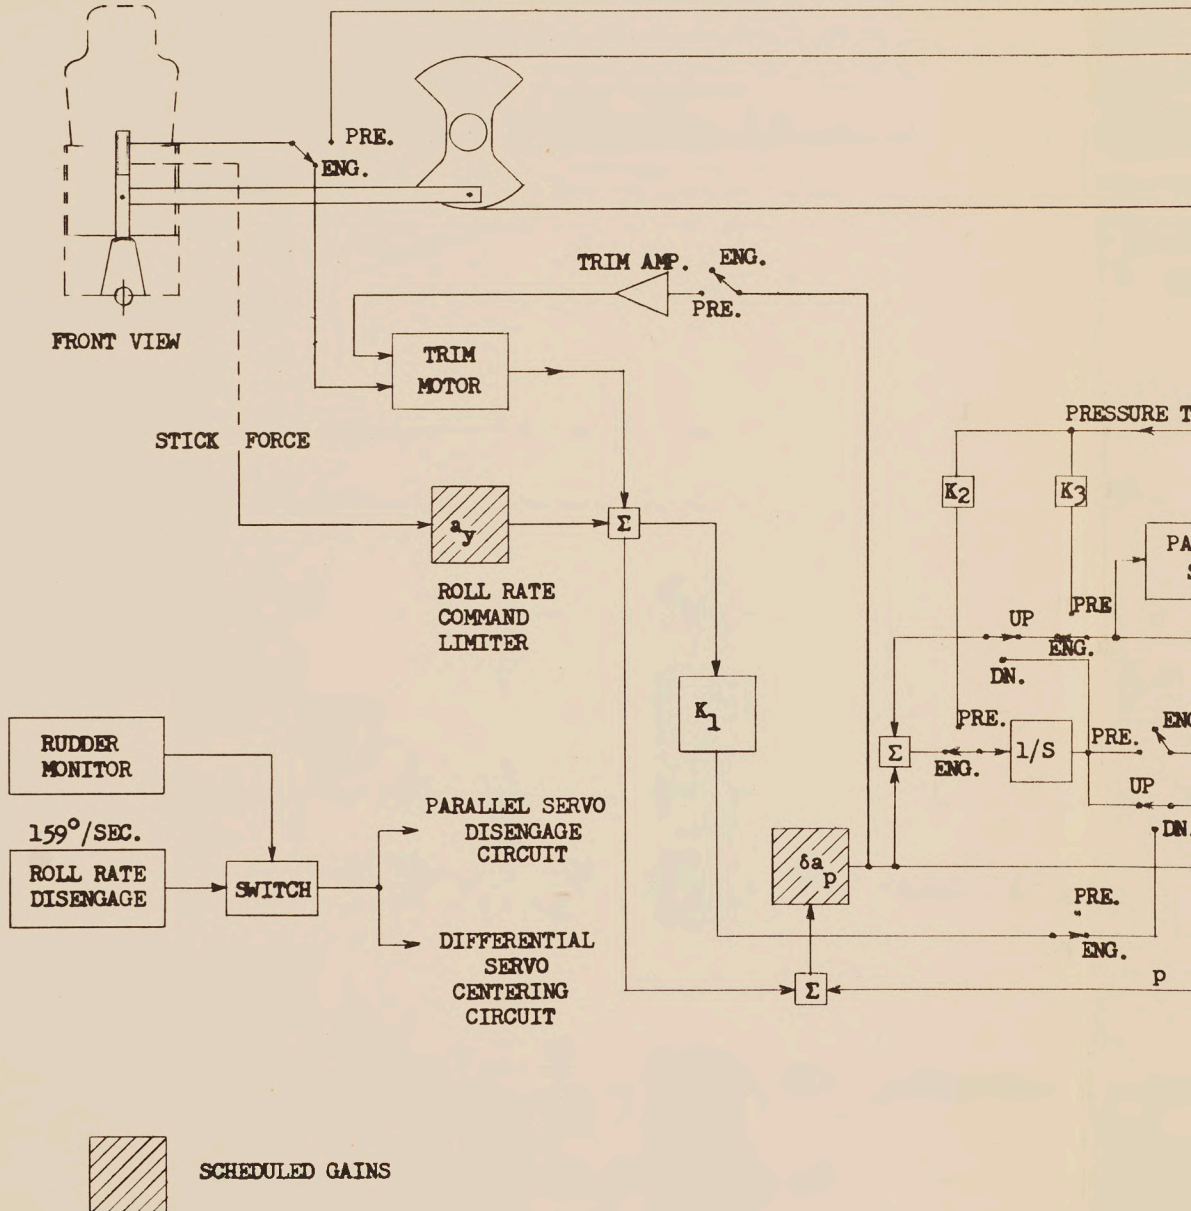 PRE.
ENG.
TRIM AMP.
ENG.
PRE.
FRONT VIEW
TRIM
MOTOR
STICK FORCE
PRESSURE T
K2
K3
a y
Σ
PA
S
ROLL RATE
COMMAND
LIMITER
PRE
UP
ENG.
DN.
K1
PRE.
ENG.
Σ
1/S
PRE.
ENG
UP
DN.
RUDDER
MONITOR
159°/SEC.
ROLL RATE
DISENGAGE
SWITCH
PARALLEL SERVO
DISENGAGE
CIRCUIT
δa p
PRE.
ENG.
DIFFERENTIAL
SERVO
CENTERING
CIRCUIT
Σ
p
SCHEDULED GAINS